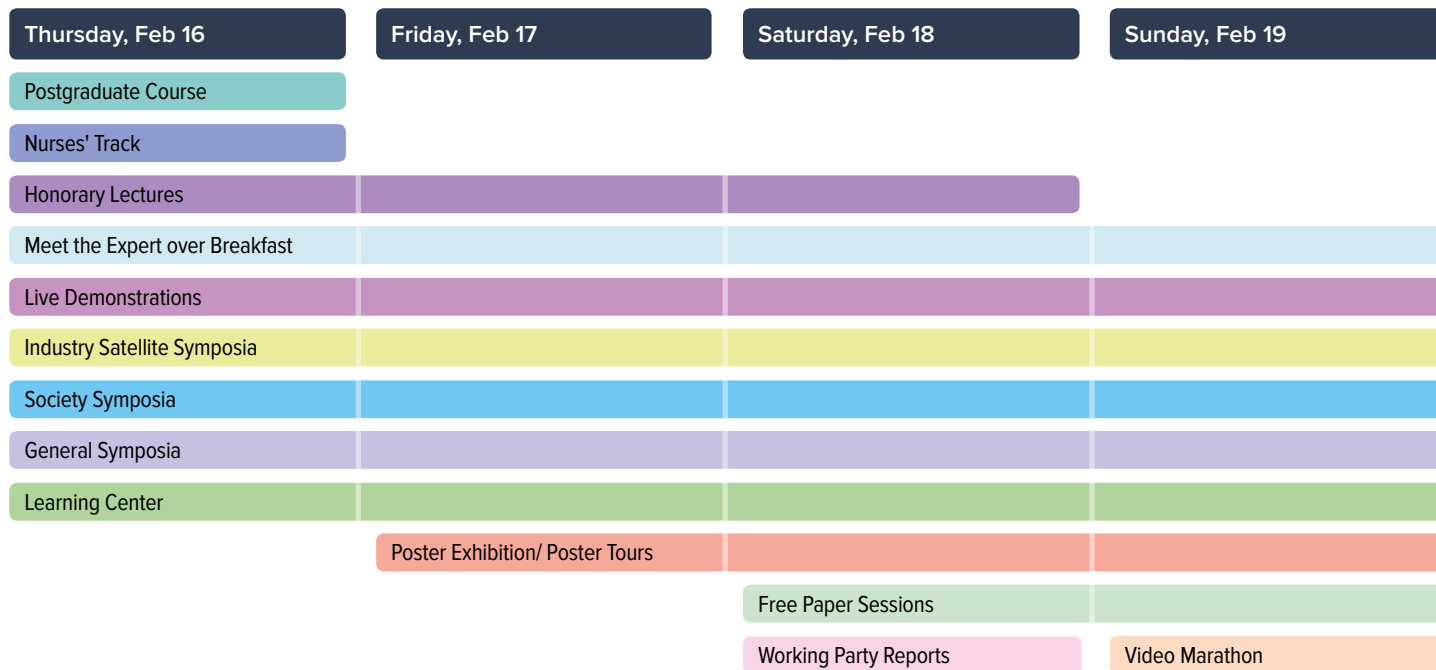 Thursday, Feb 16
Friday, Feb 17
Saturday, Feb 18
Sunday, Feb 19
Postgraduate Course
Nurses' Track
Honorary Lectures
Meet the Expert over Breakfast
Live Demonstrations
Industry Satellite Symposia
Society Symposia
General Symposia
Learning Center
Poster Exhibition/ Poster Tours
Free Paper Sessions
Working Party Reports
Video Marathon